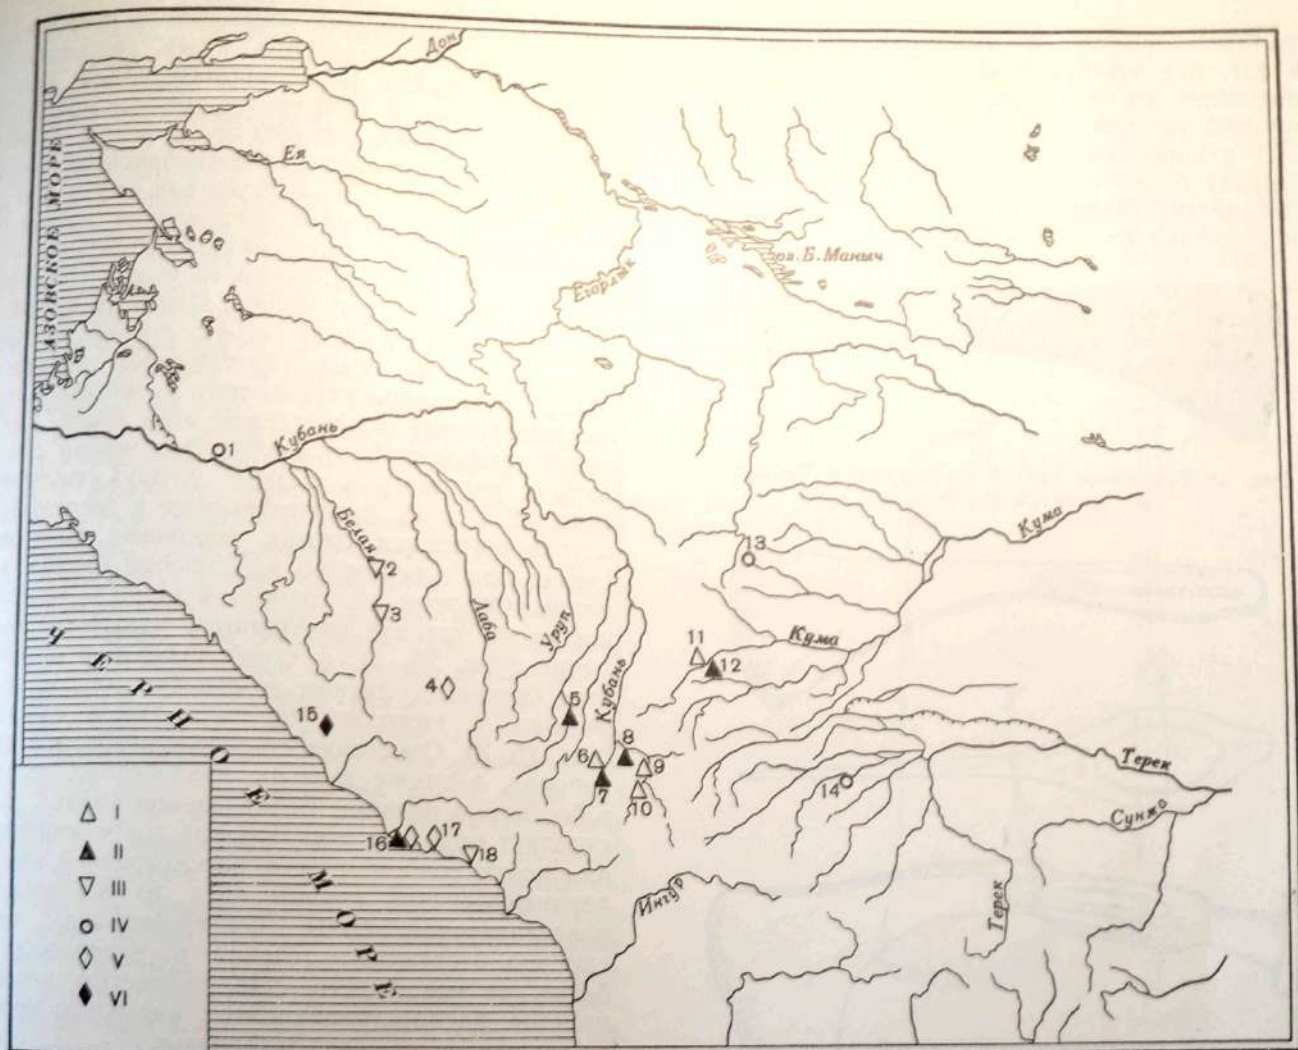 Дон
Ея
АЗОВСКОЕ МОРЕ
оз. Б. Маныч
Егорлык
1
Кубань
Белая
2
3
Лаба
Уруп
Кубань
Кума
13
Кума
11
12
4
5
15
6
7
8
9
10
14
Терек
Сунжа
16
17
18
Ингур
Терек
ЧЕРНОЕ МОРЕ
I
II
III
IV
V
VI